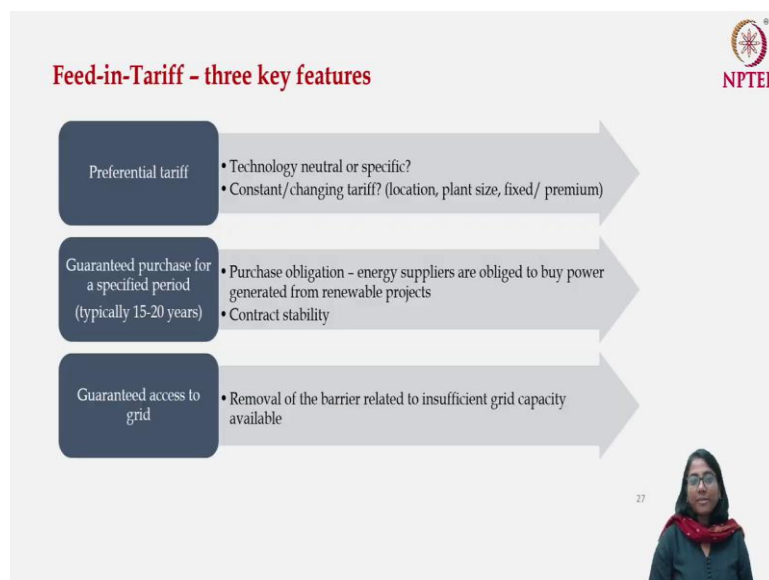 Feed-in-Tariff – three key features
®
NPTEL
Preferential tariff
• Technology neutral or specific?
• Constant/changing tariff? (location, plant size, fixed/ premium)
Guaranteed purchase for
a specified period
(typically 15-20 years)
• Purchase obligation – energy suppliers are obliged to buy power
generated from renewable projects
• Contract stability
Guaranteed access to
grid
• Removal of the barrier related to insufficient grid capacity
available
27